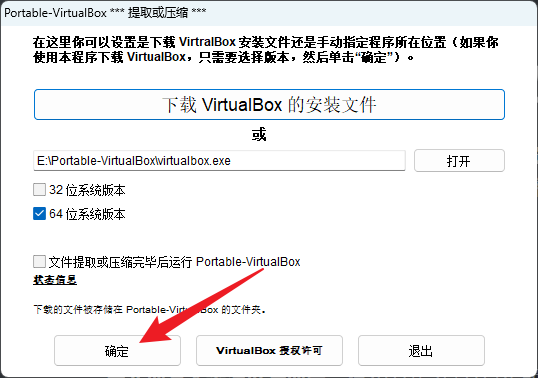 Portable-VirtualBox *** 提取或压缩 ***
在这里你可以设置是下载 VirtralBox 安装文件还是手动指定程序所在位置（如果你
使用本程序下载 VirtualBox，只需要选择版本，然后单击“确定”）。
下载 VirtualBox 的安装文件
或
E:\Portable-VirtualBox\virtualbox.exe
打开
32 位系统版本
64 位系统版本
文件提取或压缩完毕后运行 Portable-VirtualBox
状态信息
下载的文件被存储在 Portable-VirtualBox 的文件夹。
确定
VirtualBox 授权许可
退出